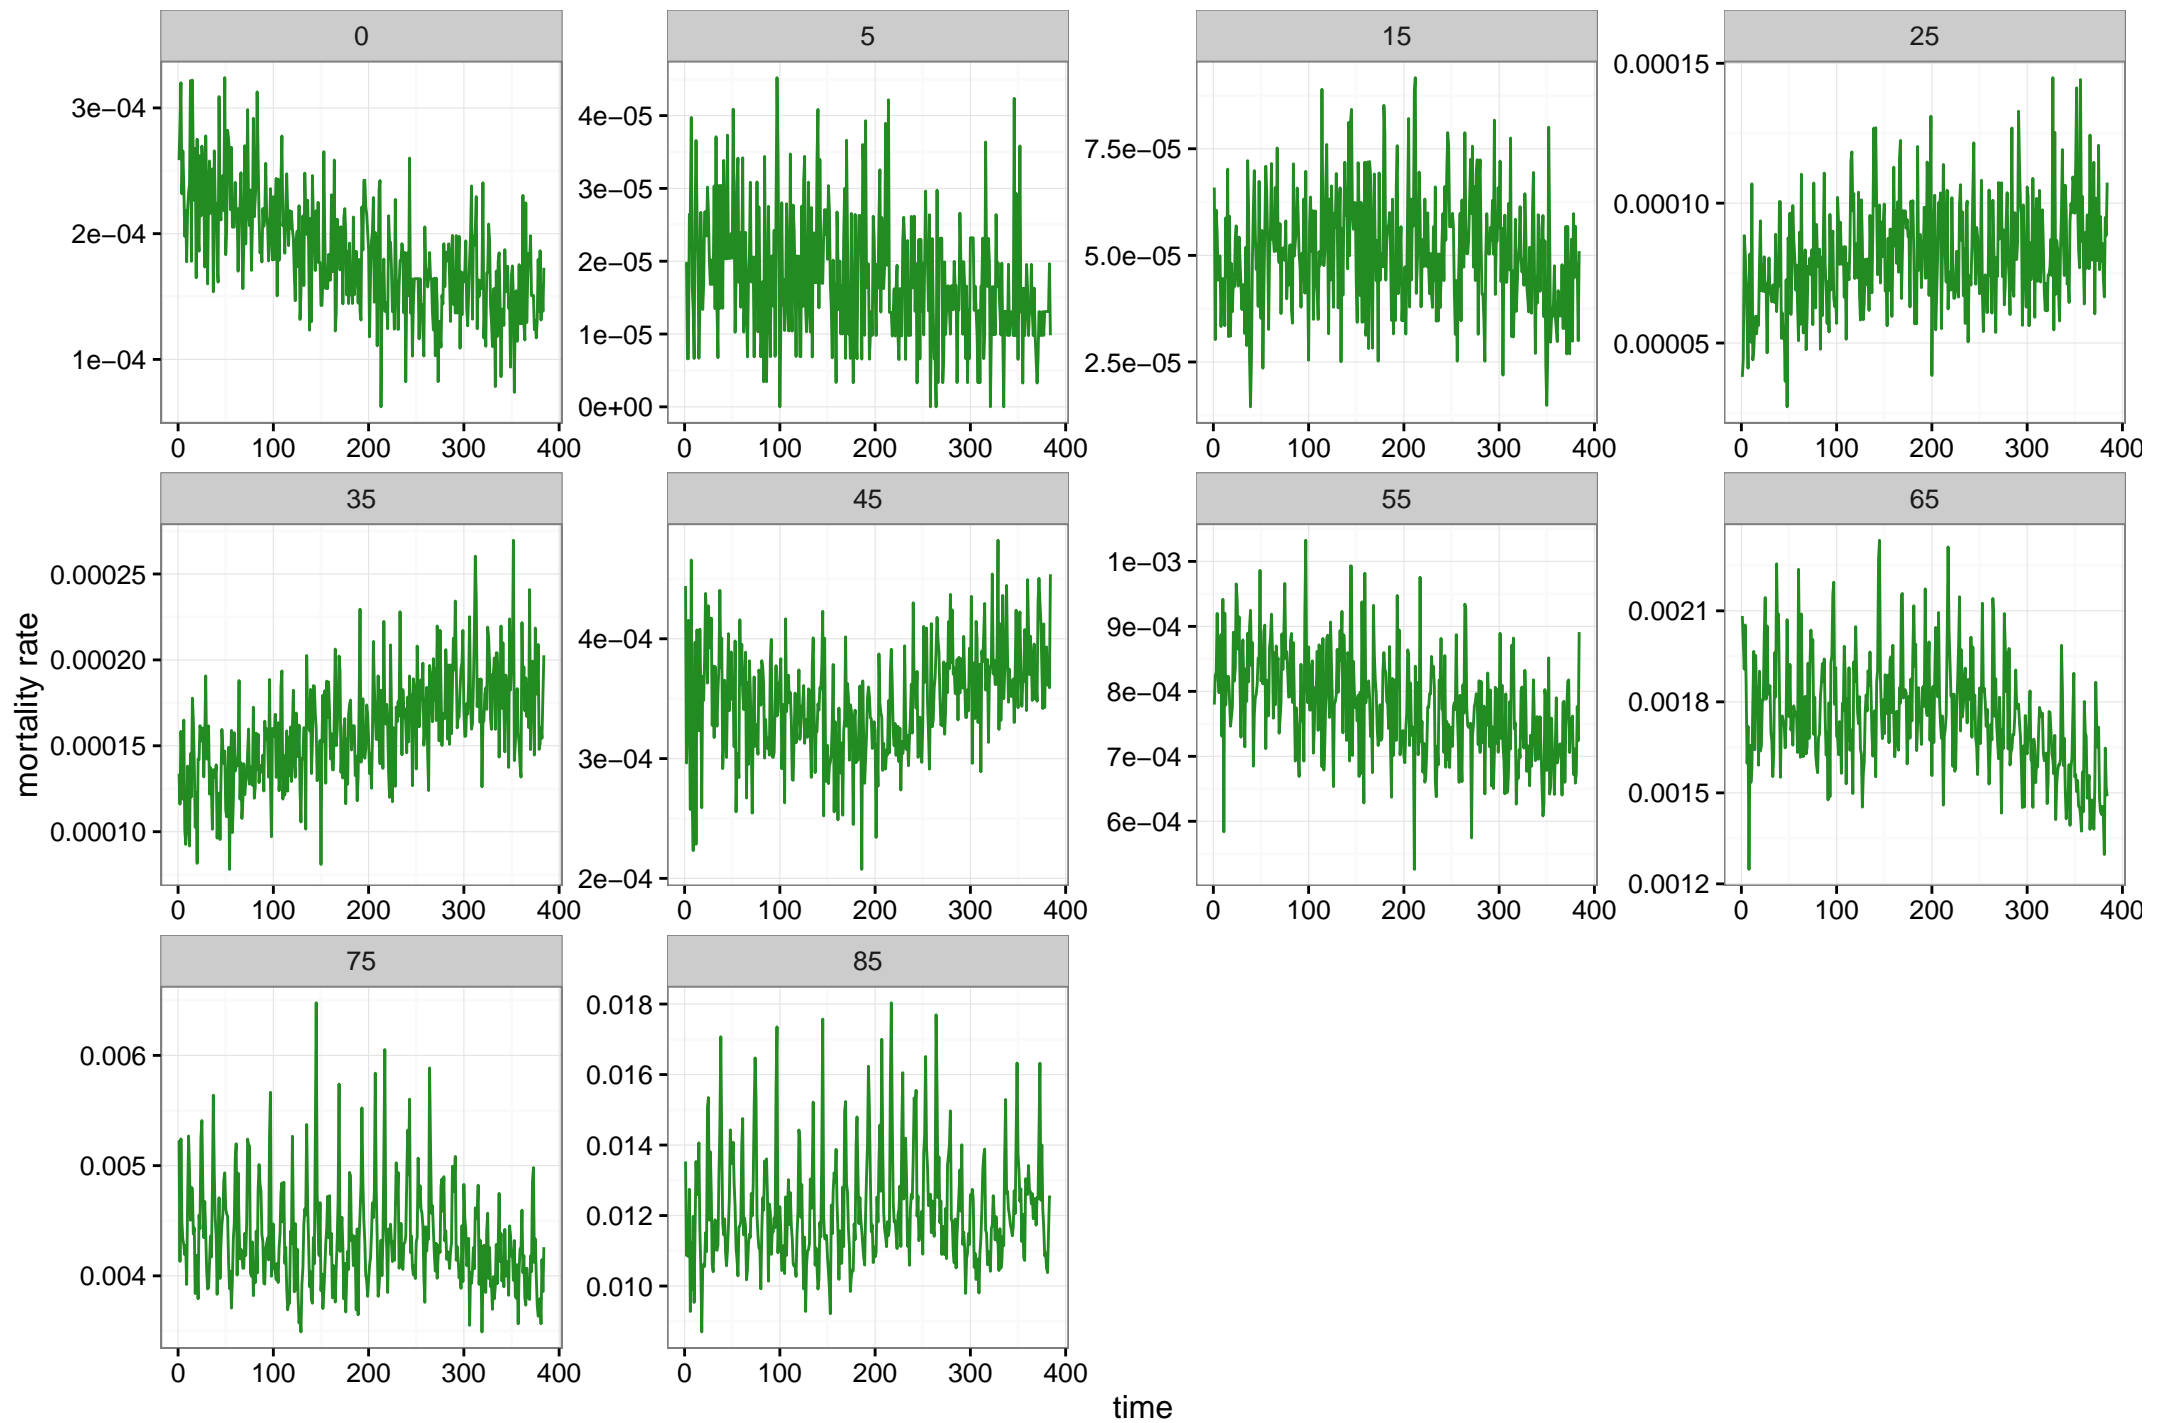 0 5 15 25
3e−04
2e−04
1e−04
0 100 200 300 400
4e−05
3e−05
2e−05
1e−05
0e+00
0 100 200 300 400
7.5e−05
5.0e−05
2.5e−05
0 100 200 300 400
0.00015
0.00010
0.00005
0 100 200 300 400
35 45 55 65
0.00025
0.00020
0.00015
0.00010
0 100 200 300 400
4e−04
3e−04
2e−04
0 100 200 300 400
1e−03
9e−04
8e−04
7e−04
6e−04
0 100 200 300 400
0.0021
0.0018
0.0015
0.0012
0 100 200 300 400
75 85
0.006
0.005
0.004
0 100 200 300 400
0.018
0.016
0.014
0.012
0.010
0 100 200 300 400
mortality rate
time